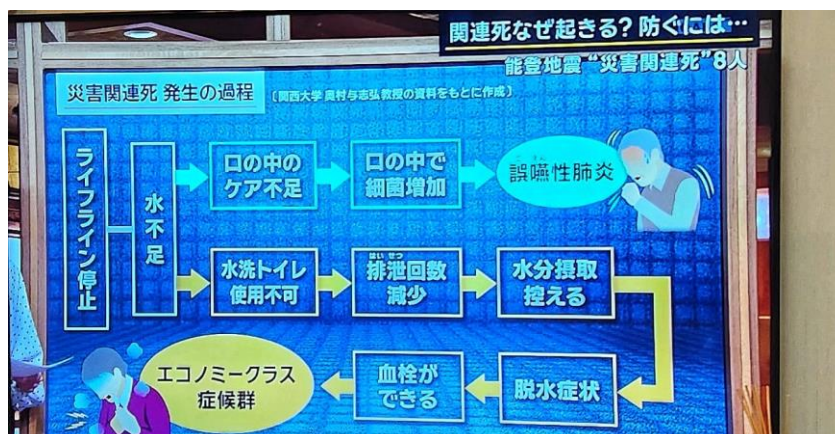 関連死なぜ起きる?防ぐには…
能登地震 “災害関連死” 8人
災害関連死 発生の過程
［関西大学 奥村与志弘教授の資料をもとに作成］
ライフライン停止
水不足
口の中の
ケア不足
口の中で
細菌増加
誤嚥性肺炎
水洗トイレ
使用不可
はいせつ
排泄回数
減少
水分摂取
控える
脱水症状
血栓が
できる
エコノミークラス
症候群